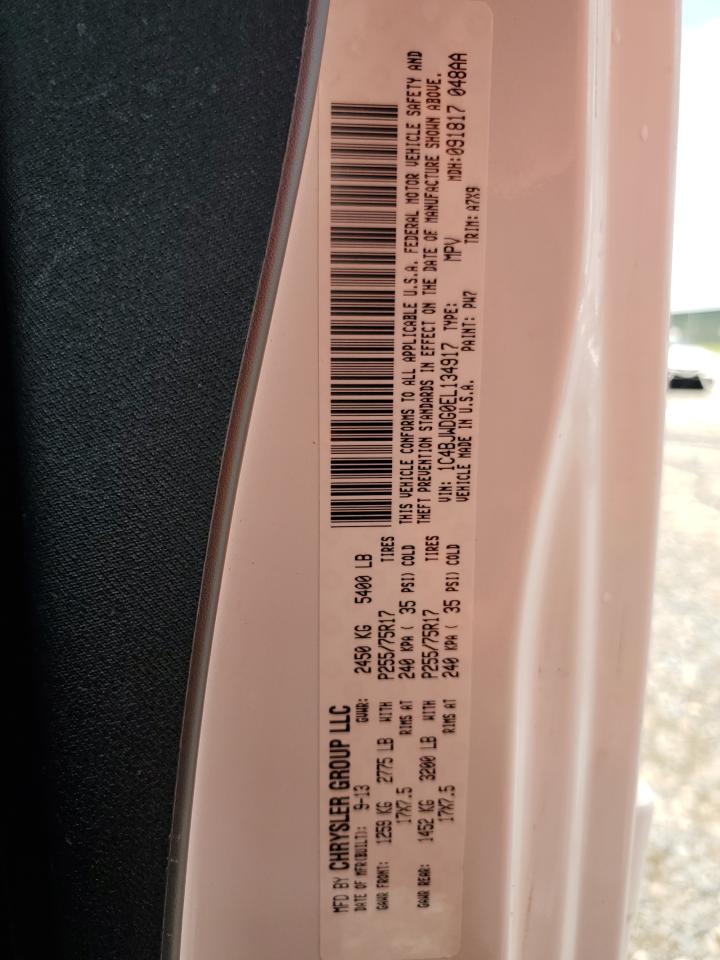 MFD BY CHRYSLER GROUP LLC
DATE OF MFR(BUILT): 9-13 GVWR: 2450 KG 5400 LB
GAWR FRONT: 1259 KG 2775 LB WITH P255/75R17 TIRES
17X7.5 RIMS AT 240 KPA ( 35 PSI) COLD
GAWR REAR: 1452 KG 3200 LB WITH P255/75R17 TIRES
17X7.5 RIMS AT 240 KPA ( 35 PSI) COLD
THIS VEHICLE CONFORMS TO ALL APPLICABLE U.S.A. FEDERAL MOTOR VEHICLE SAFETY AND
THEFT PREVENTION STANDARDS IN EFFECT ON THE DATE OF MANUFACTURE SHOWN ABOVE.
VIN: 1C4BJWDG0EL134917 TYPE: MPV MDH:091817 048AA
VEHICLE MADE IN U.S.A. PAINT: PW7 TRIM: A7X9